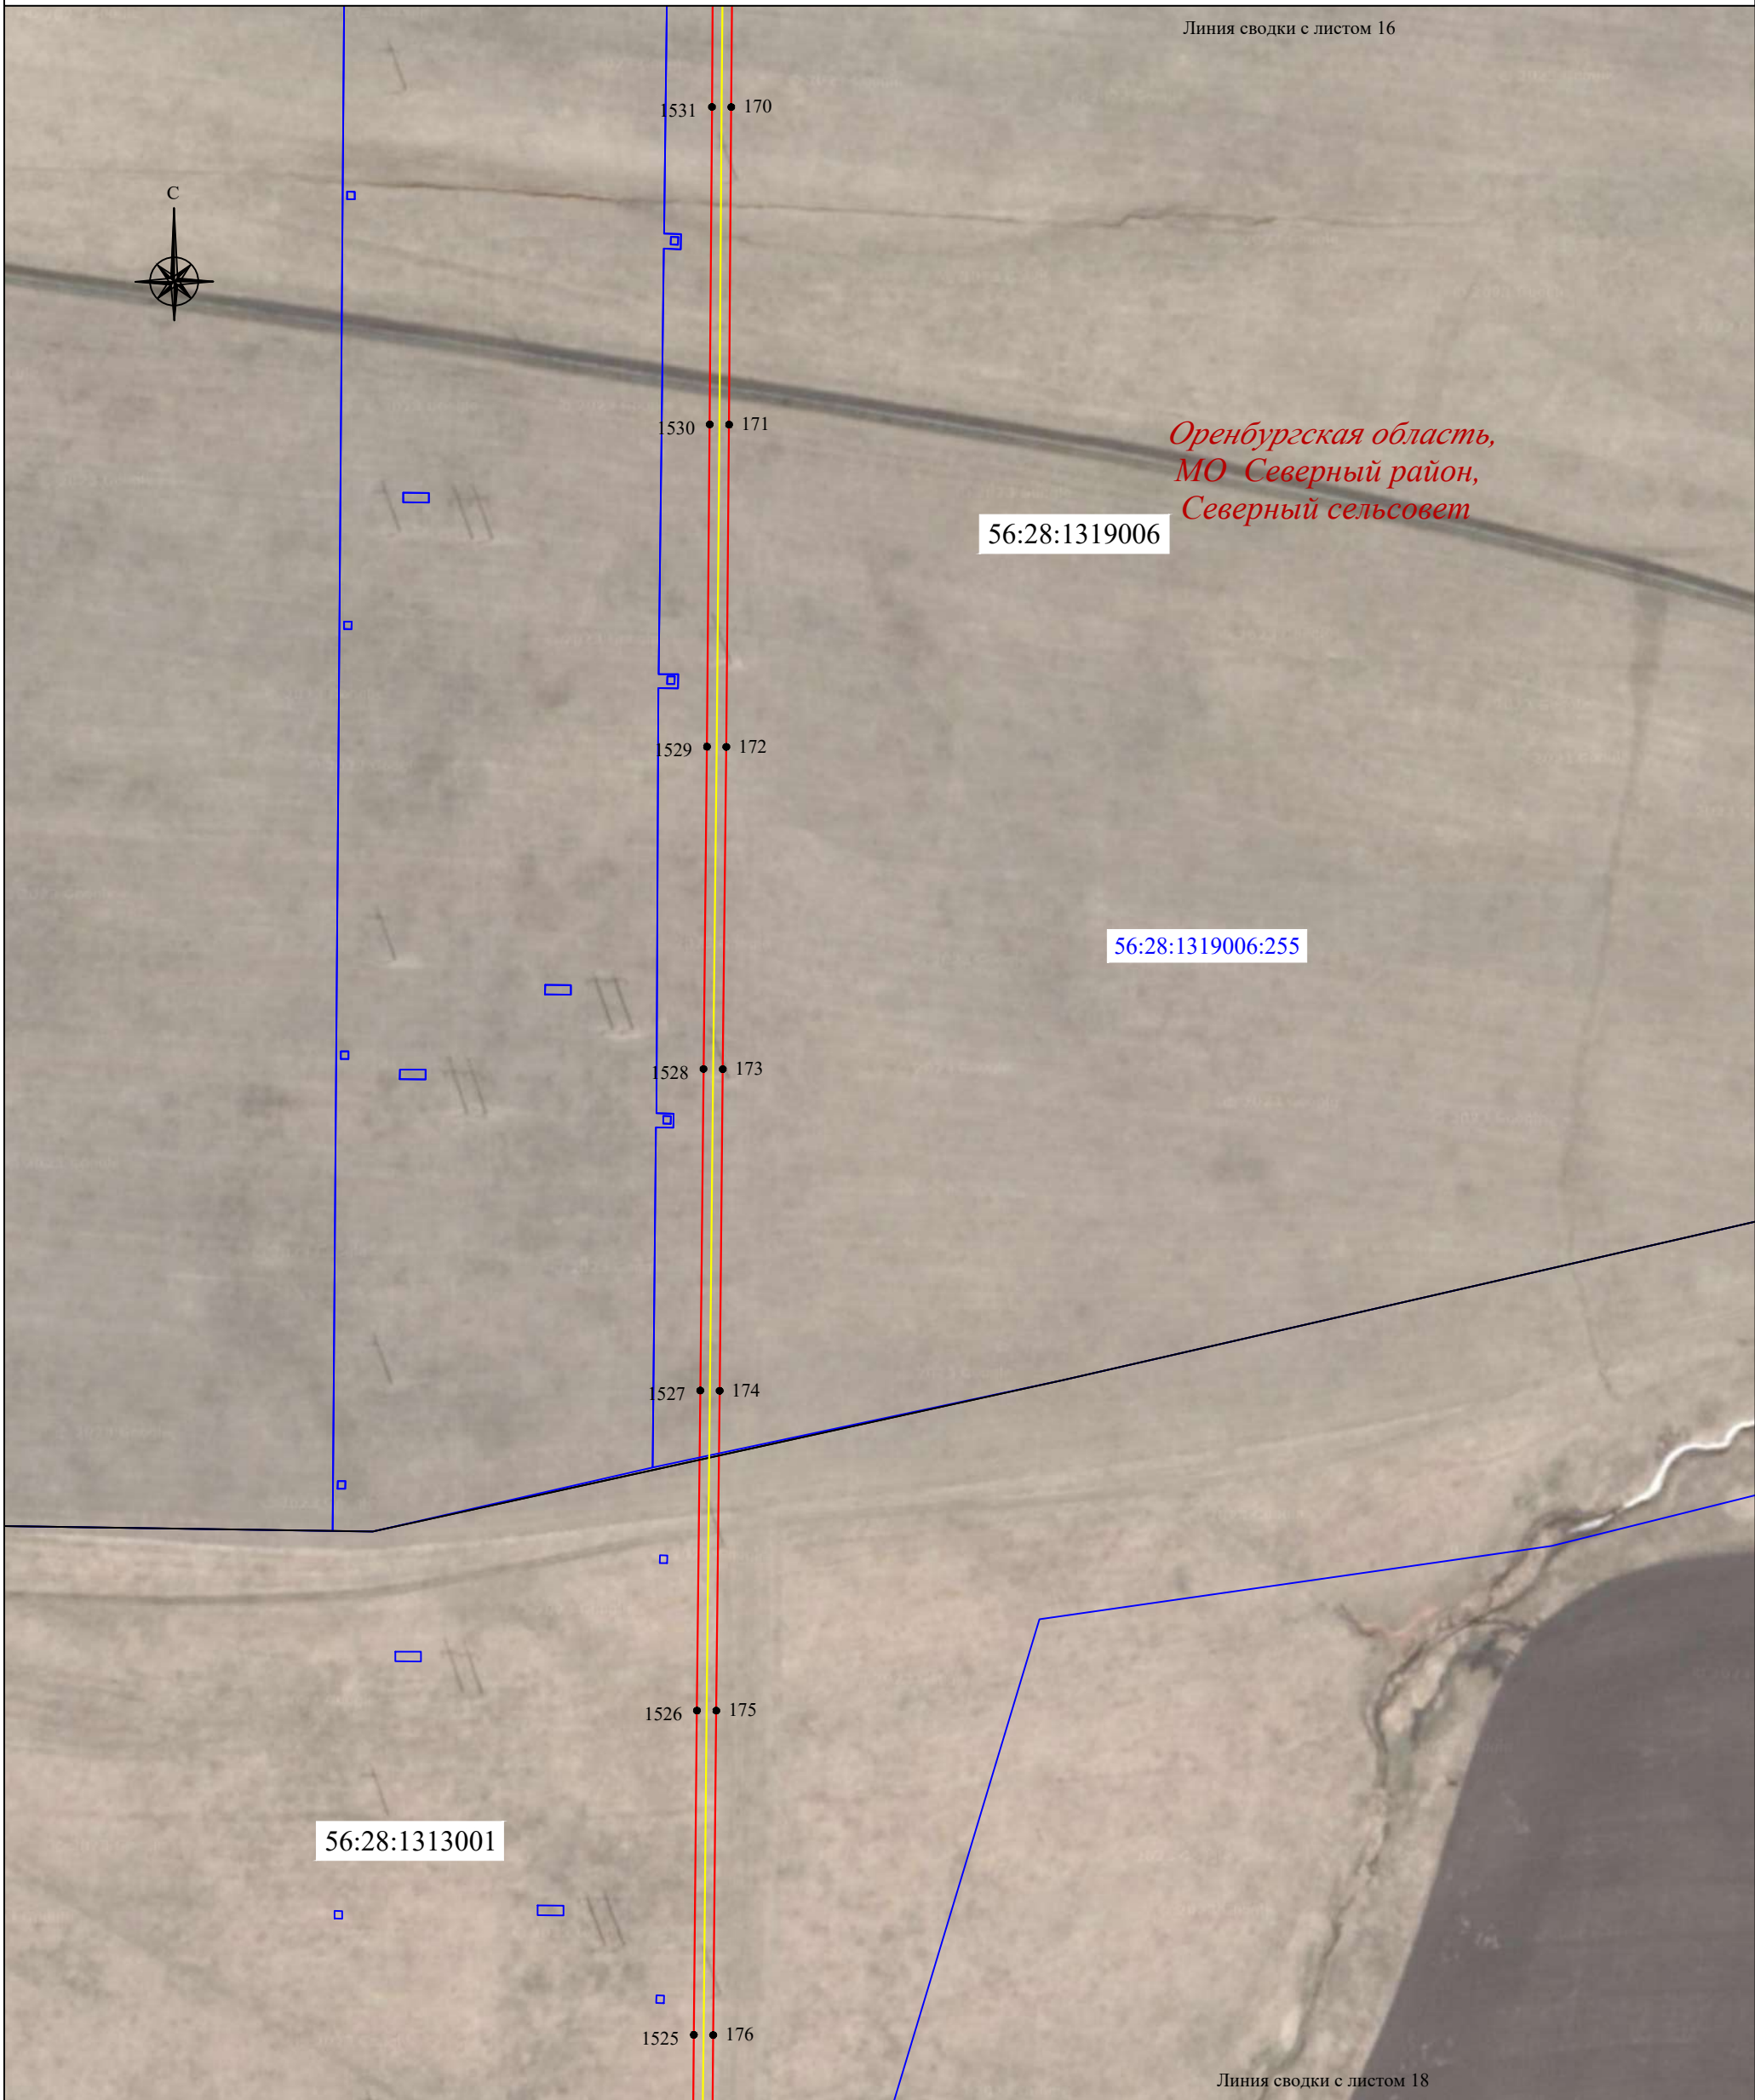 Линия сводки с листом 16
1531
170
С
1530
171
Оренбургская область,
МО Северный район,
Северный сельсовет
56:28:1319006
1529
172
56:28:1319006:255
1528
173
1527
174
1526
175
56:28:1313001
1525
176
Линия сводки с листом 18